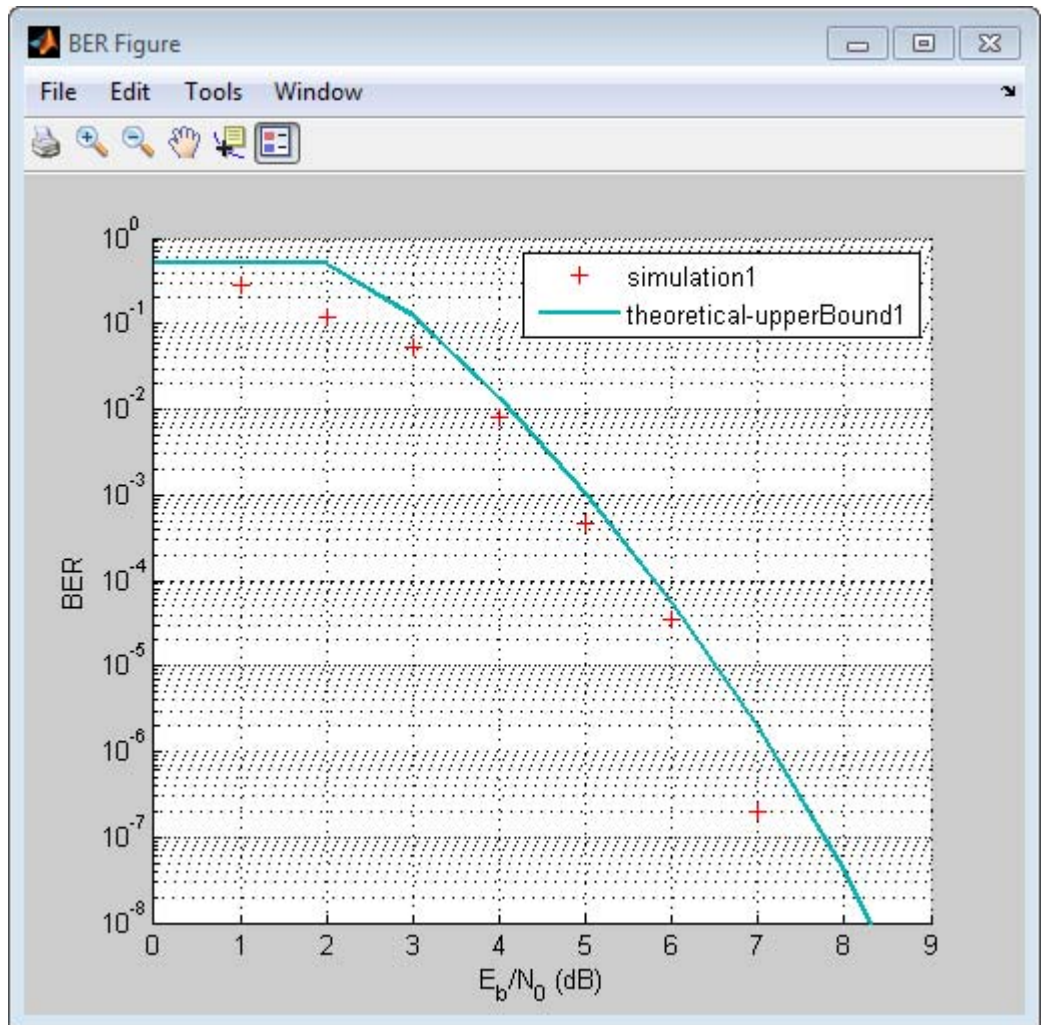 BER Figure
File Edit Tools Window
10^0
10^-1
10^-2
10^-3
10^-4
10^-5
10^-6
10^-7
10^-8
BER
simulation1
theoretical-upperBound1
0 1 2 3 4 5 6 7 8 9
E_b/N_0 (dB)